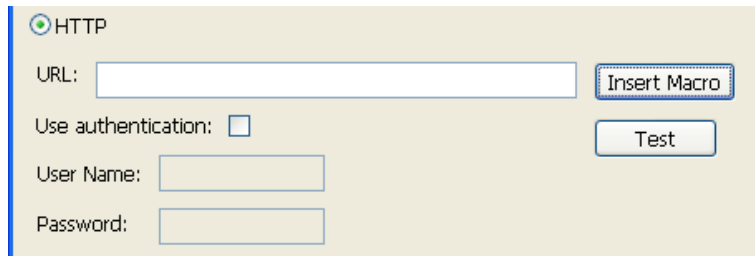 HTTP
URL:
Insert Macro
Use authentication:
Test
User Name:
Password: